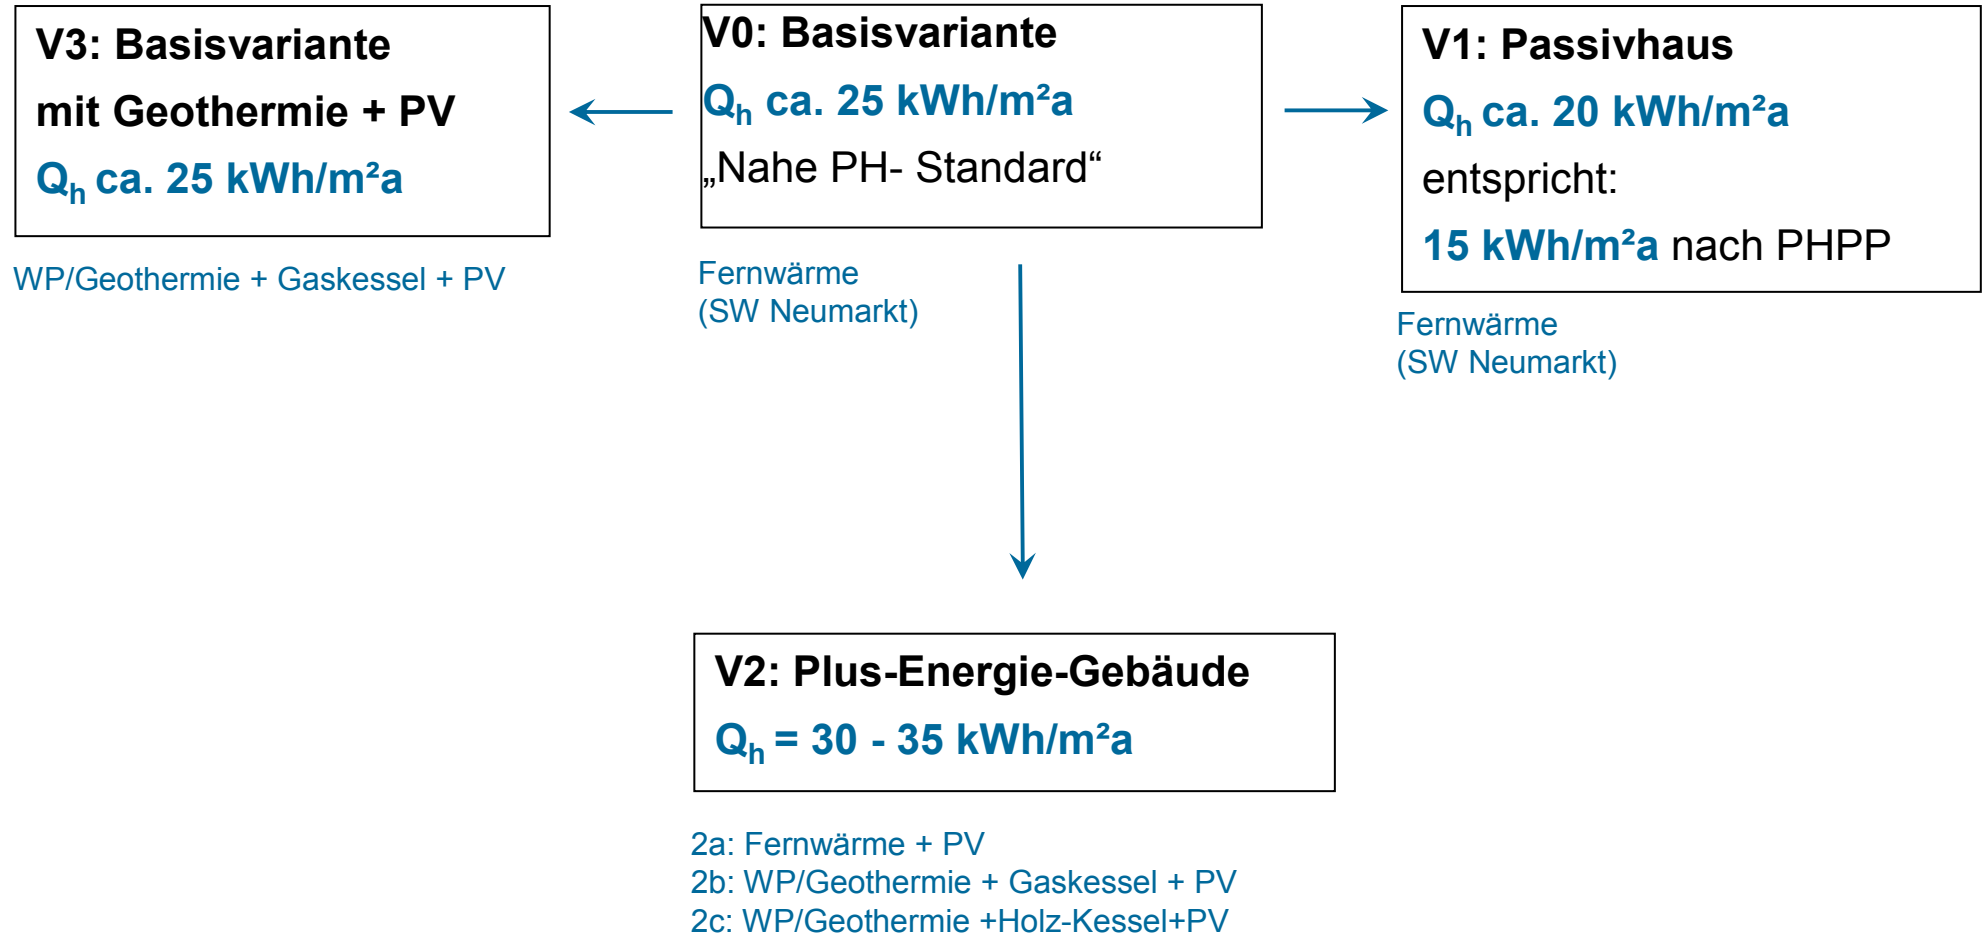 V3: Basisvariante
mit Geothermie + PV
Qh ca. 25 kWh/m²a
WP/Geothermie + Gaskessel + PV
V0: Basisvariante
Qh ca. 25 kWh/m²a
„Nahe PH- Standard“
Fernwärme
(SW Neumarkt)
V1: Passivhaus
Qh ca. 20 kWh/m²a
entspricht:
15 kWh/m²a nach PHPP
Fernwärme
(SW Neumarkt)
V2: Plus-Energie-Gebäude
Qh = 30 - 35 kWh/m²a
2a: Fernwärme + PV
2b: WP/Geothermie + Gaskessel + PV
2c: WP/Geothermie +Holz-Kessel+PV